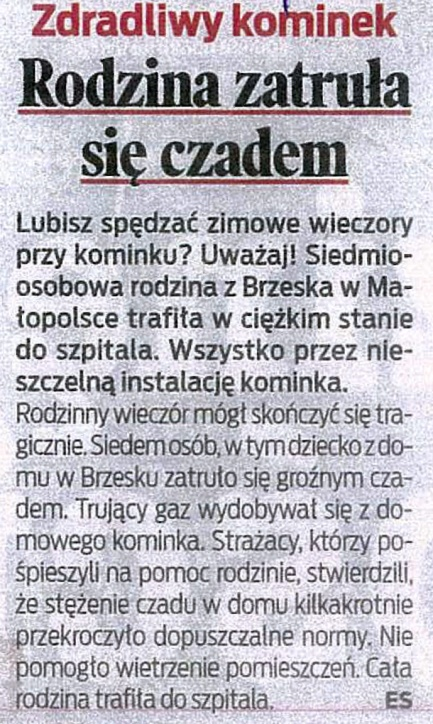 Zdradliwy kominek
Rodzina zatruła
się czadem
Lubisz spędzać zimowe wieczory
przy kominku? Uważaj! Siedmio-
osobowa rodzina z Brzeska w Ma-
łopolsce trafiła w ciężkim stanie
do szpitala. Wszystko przez nie-
szczelną instalację kominka.
Rodzinny wieczór mógł skończyć się tra-
gicznie. Siedem osób, w tym dziecko z do-
mu w Brzesku zatruło się groźnym cza-
dem. Trujący gaz wydobywał się z do-
mowego kominka. Strażacy, którzy po-
śpieszyli na pomoc rodzinie, stwierdzili,
że stężenie czadu w domu kilkakrotnie
przekroczyło dopuszczalne normy. Nie
pomogło wietrzenie pomieszczeń. Cała
rodzina trafiła do szpitala. ES